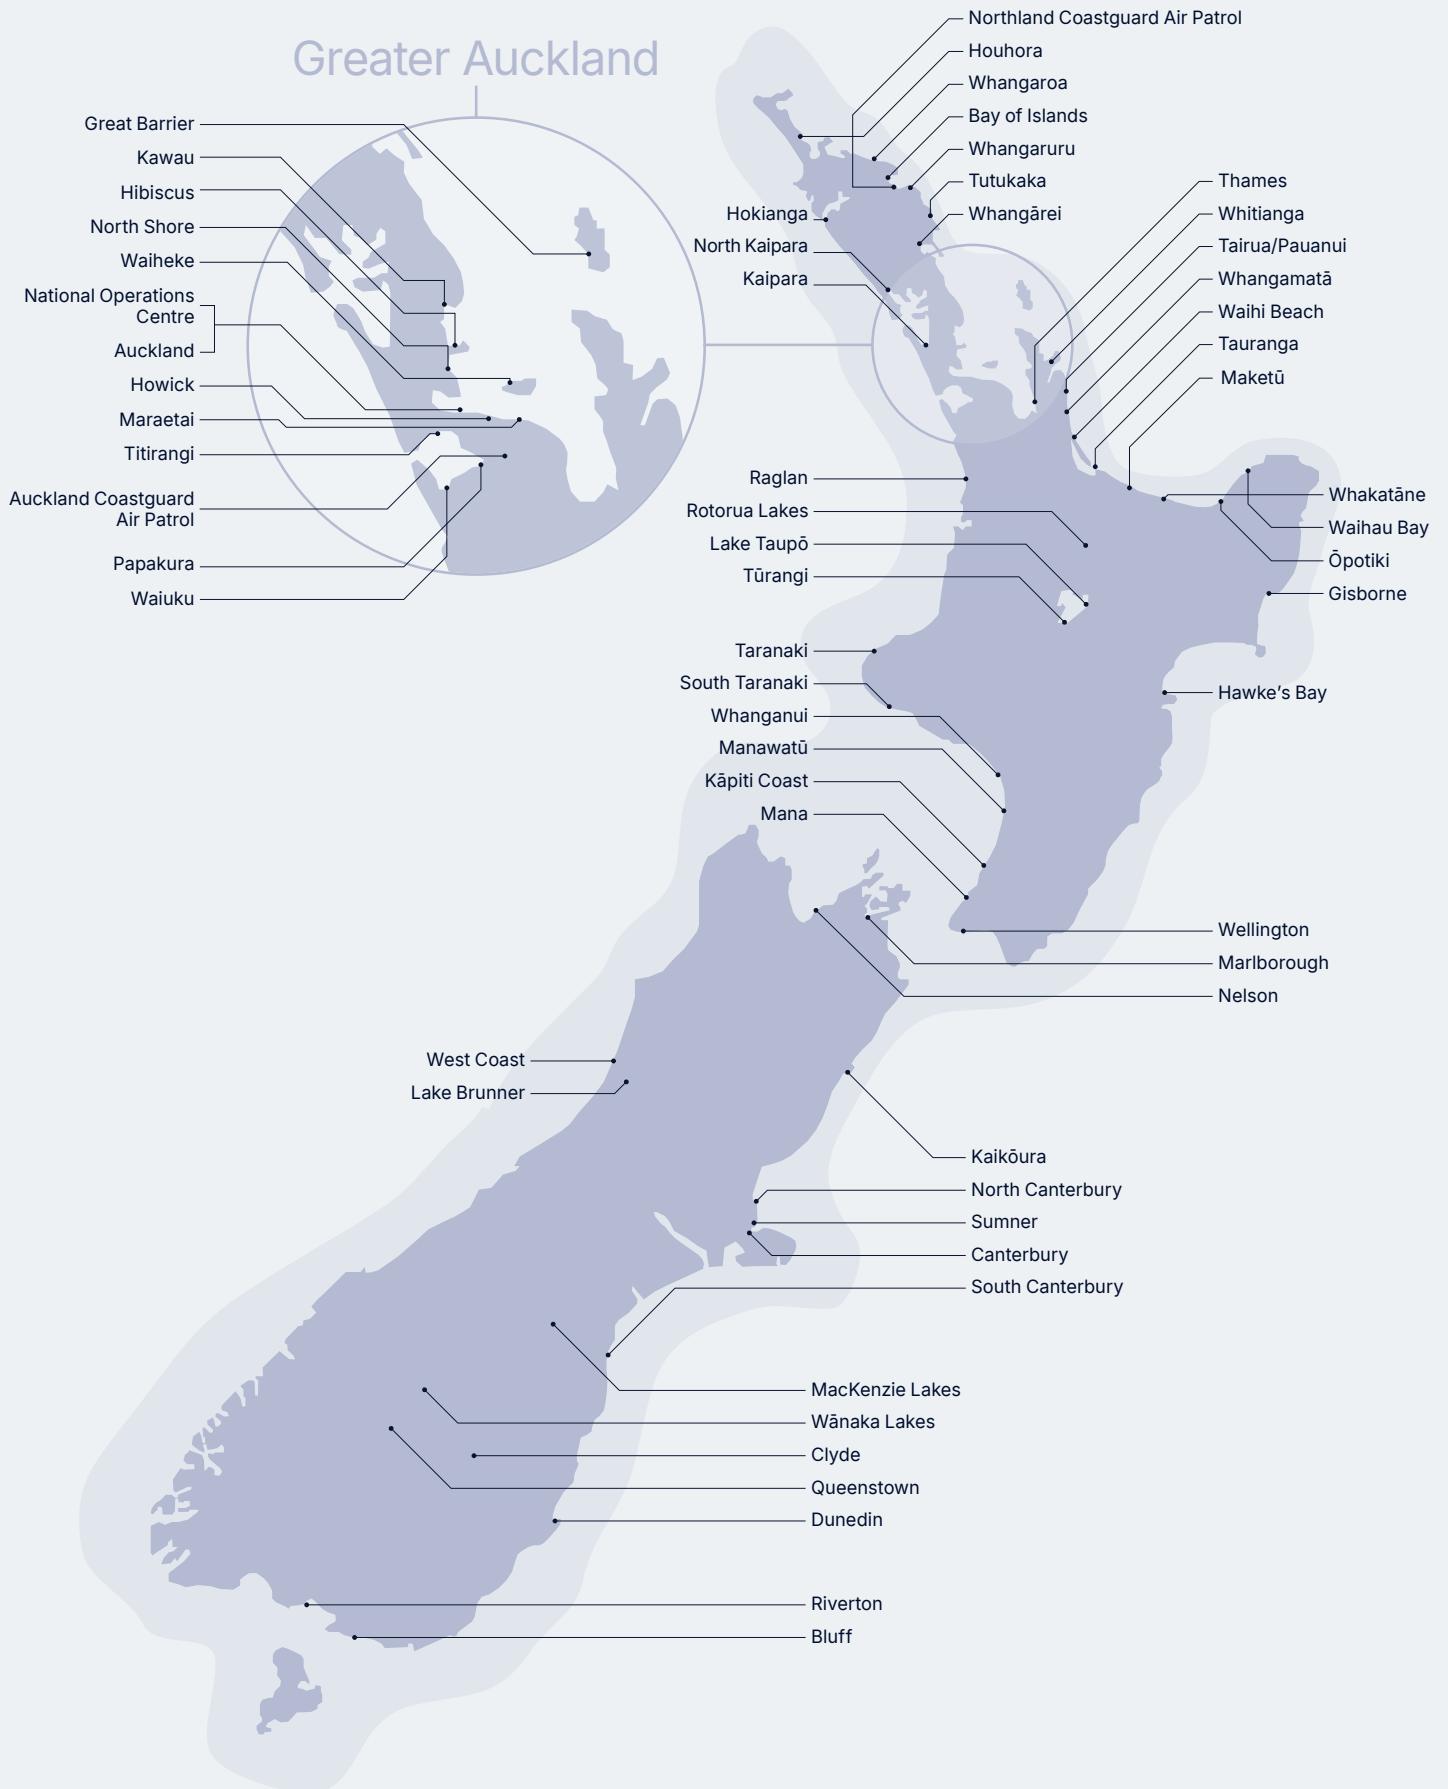 Greater Auckland
Great Barrier
Kawau
Hibiscus
North Shore
Waiheke
National Operations
Centre
Auckland
Howick
Maraetai
Titirangi
Auckland Coastguard
Air Patrol
Papakura
Waiuku
Northland Coastguard Air Patrol
Houhora
Whangaroa
Bay of Islands
Whangaruru
Tutukaka
Whangārei
Hokianga
North Kaipara
Kaipara
Thames
Whitianga
Tairua/Pauanui
Whangamatā
Waihi Beach
Tauranga
Maketū
Raglan
Rotorua Lakes
Lake Taupō
Tūrangi
Whakatāne
Waihau Bay
Ōpotiki
Gisborne
Taranaki
South Taranaki
Whanganui
Manawatū
Kāpiti Coast
Mana
Hawke’s Bay
Wellington
Marlborough
Nelson
West Coast
Lake Brunner
Kaikōura
North Canterbury
Sumner
Canterbury
South Canterbury
MacKenzie Lakes
Wānaka Lakes
Clyde
Queenstown
Dunedin
Riverton
Bluff